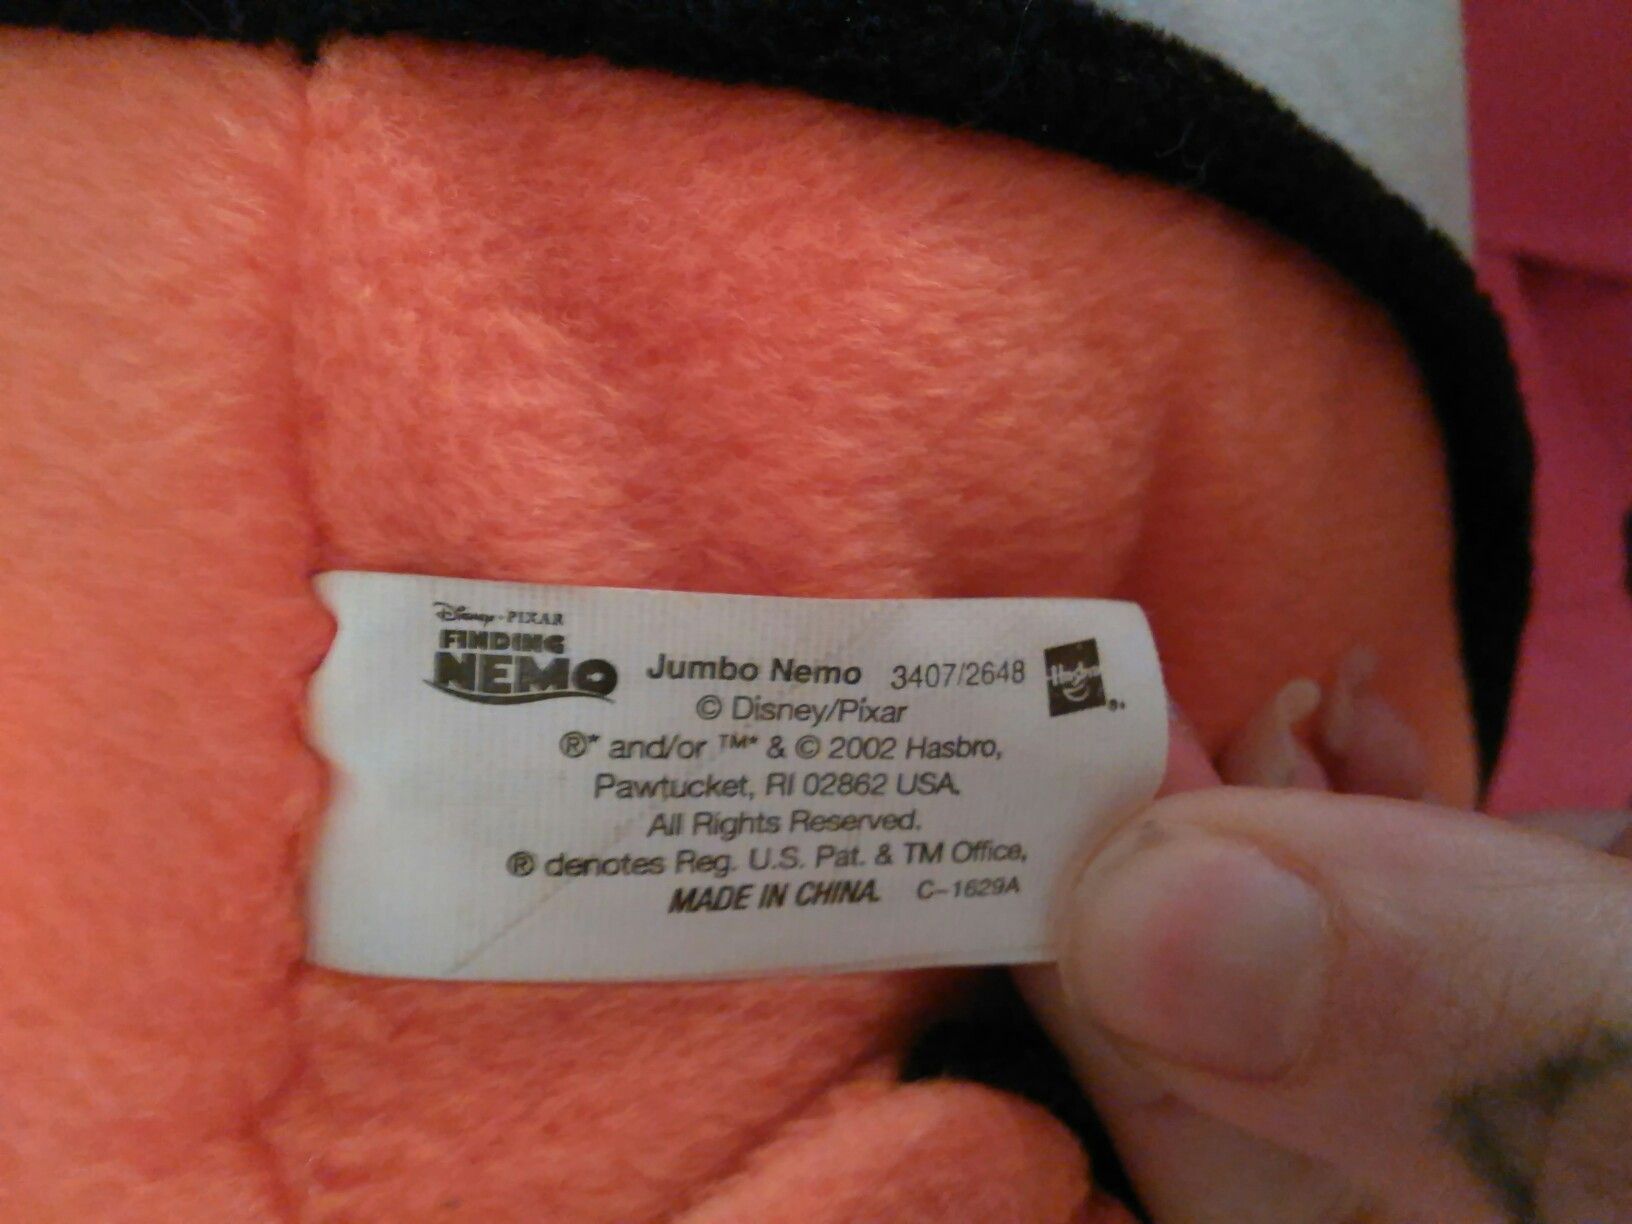 Disney · PIXAR
FINDING
NEMO
Jumbo Nemo 3407/2648 Hasbro ®.
© Disney/Pixar
®* and/or ™* & © 2002 Hasbro,
Pawtucket, RI 02862 USA.
All Rights Reserved.
® denotes Reg. U.S. Pat. & TM Office,
MADE IN CHINA. C-1629A